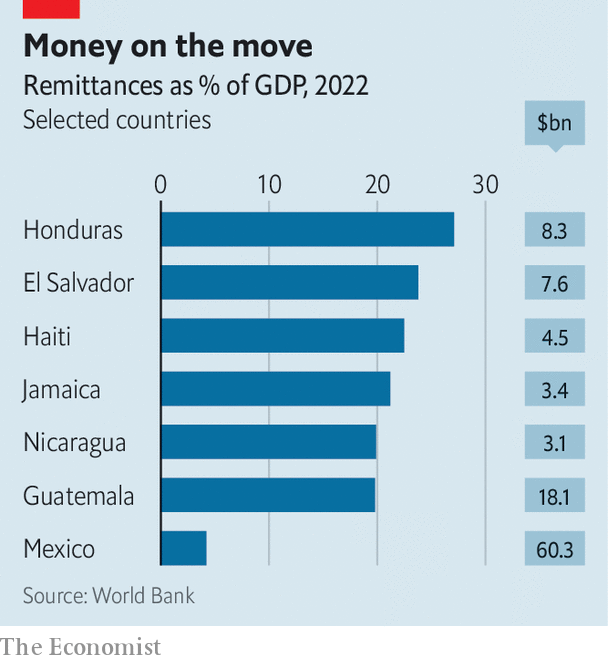 Money on the move
Remittances as % of GDP, 2022
Selected countries
$bn
0 10 20 30
Honduras 8.3
El Salvador 7.6
Haiti 4.5
Jamaica 3.4
Nicaragua 3.1
Guatemala 18.1
Mexico 60.3
Source: World Bank
The Economist